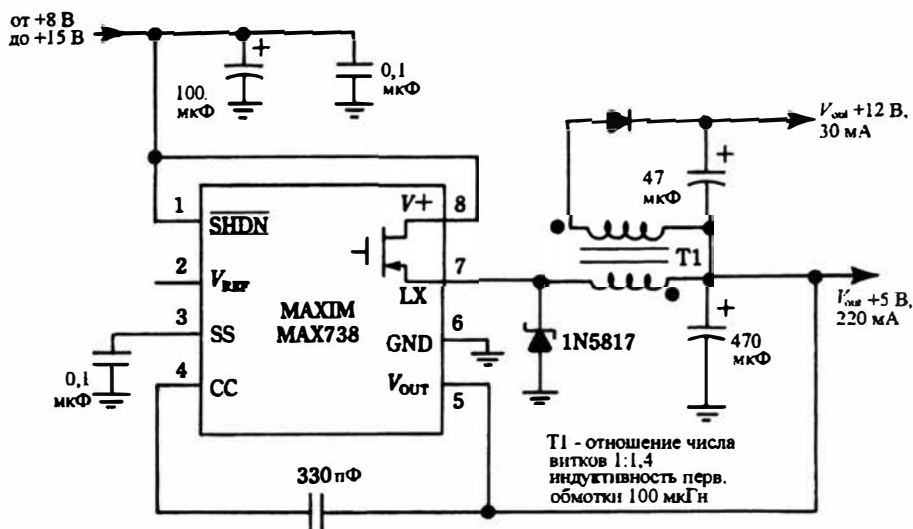 от +8 В
до +15 В
+
100.
мкФ
0,1
мкФ
V_out +12 В,
30 мА
+
47
мкФ
1
SHDN
V+
8
2
V_REF
7
LX
T1
3
SS
MAXIM
MAX738
6
GND
1N5817
V_out +5 В,
220 мА
+
470
мкФ
0,1
мкФ
4
CC
V_OUT
5
330 пФ
T1 - отношение числа
витков 1:1,4
индуктивность перв.
обмотки 100 мкГн